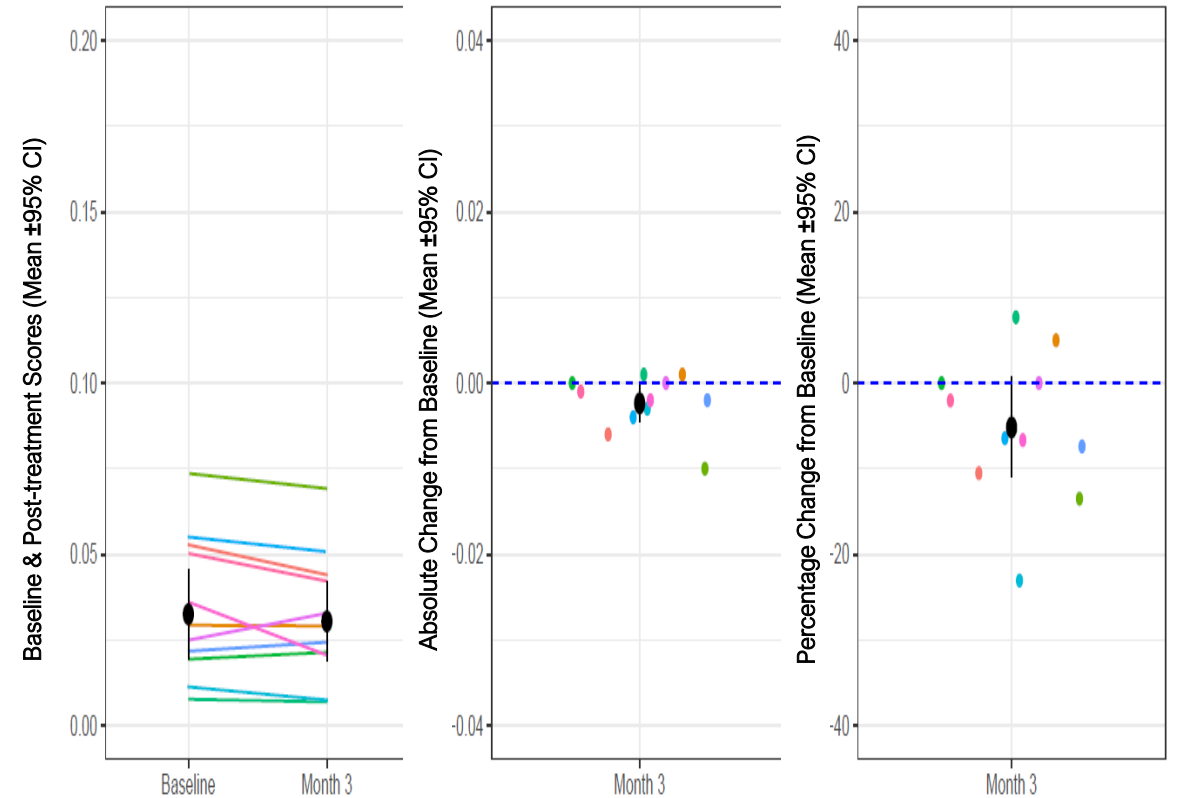 Baseline & Post-treatment Scores (Mean ±95% CI)
0.20
0.15
0.10
0.05
0.00
Baseline
Month 3
Absolute Change from Baseline (Mean ±95% CI)
0.04
0.02
0.00
-0.02
-0.04
Month 3
Percentage Change from Baseline (Mean ±95% CI)
40
20
0
-20
-40
Month 3